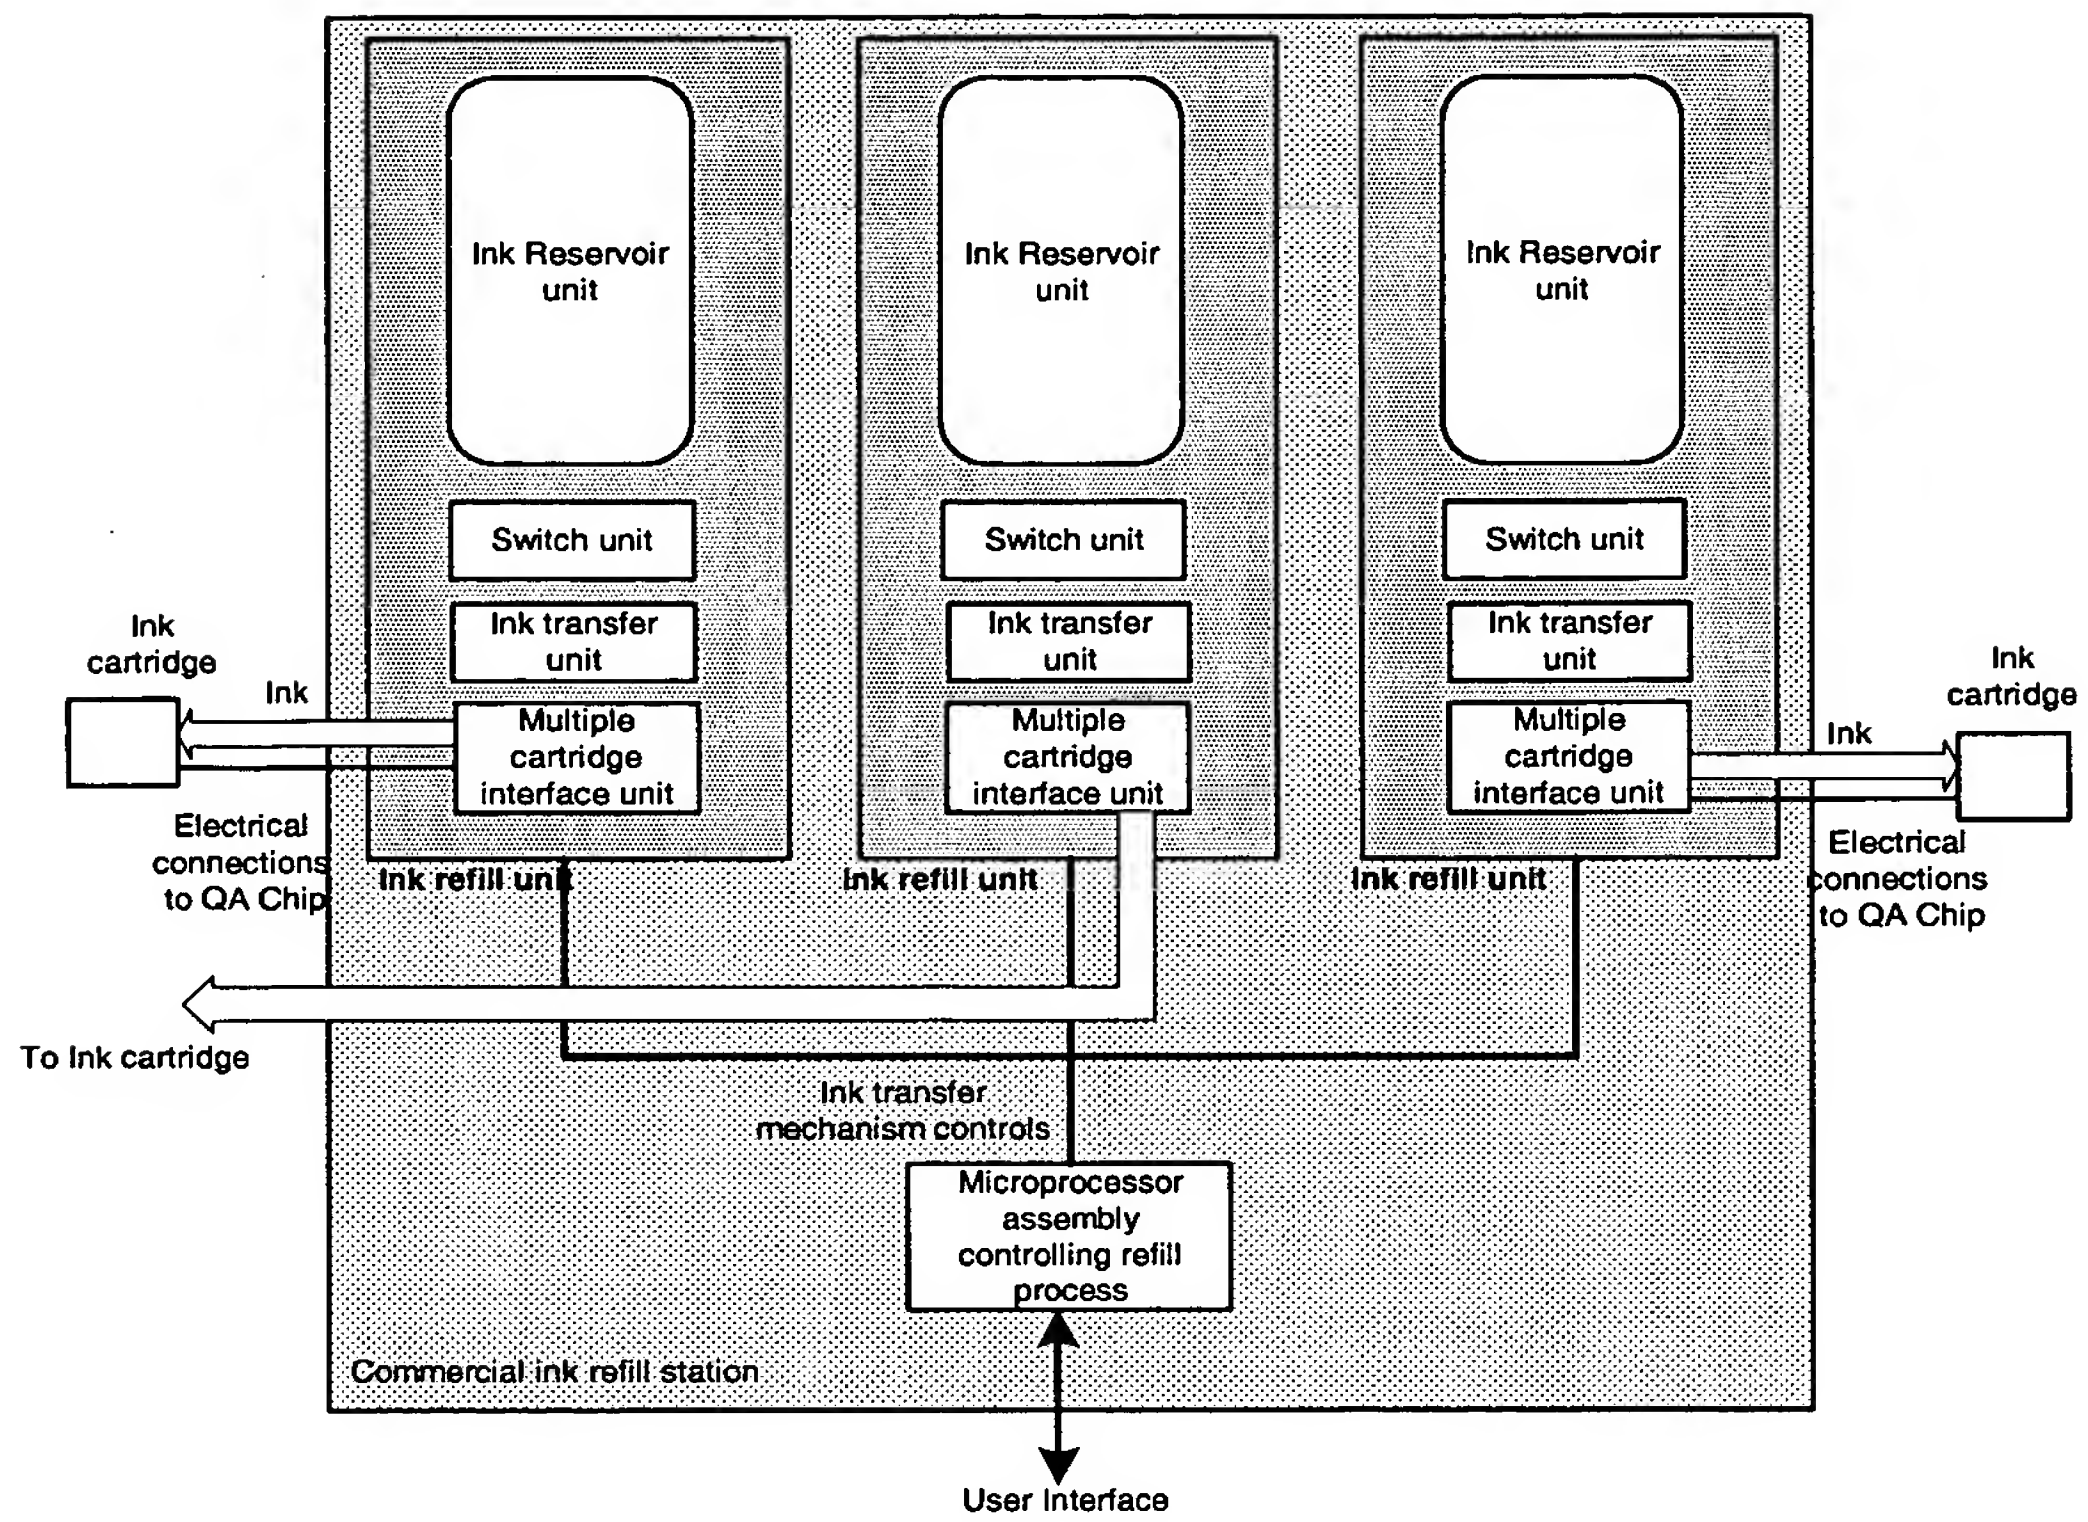 Ink Reservoir
unit
Ink Reservoir
unit
Ink Reservoir
unit
Switch unit
Switch unit
Switch unit
Ink transfer
unit
Ink transfer
unit
Ink transfer
unit
Ink
cartridge
Ink
Multiple
cartridge
interface unit
Multiple
cartridge
interface unit
Multiple
cartridge
interface unit
Ink
Ink
cartridge
Electrical
connections
to QA Chip
Ink refill unit
Ink refill unit
Ink refill unit
Electrical
connections
to QA Chip
To Ink cartridge
Ink transfer
mechanism controls
Microprocessor
assembly
controlling refill
process
Commercial ink refill station
User Interface